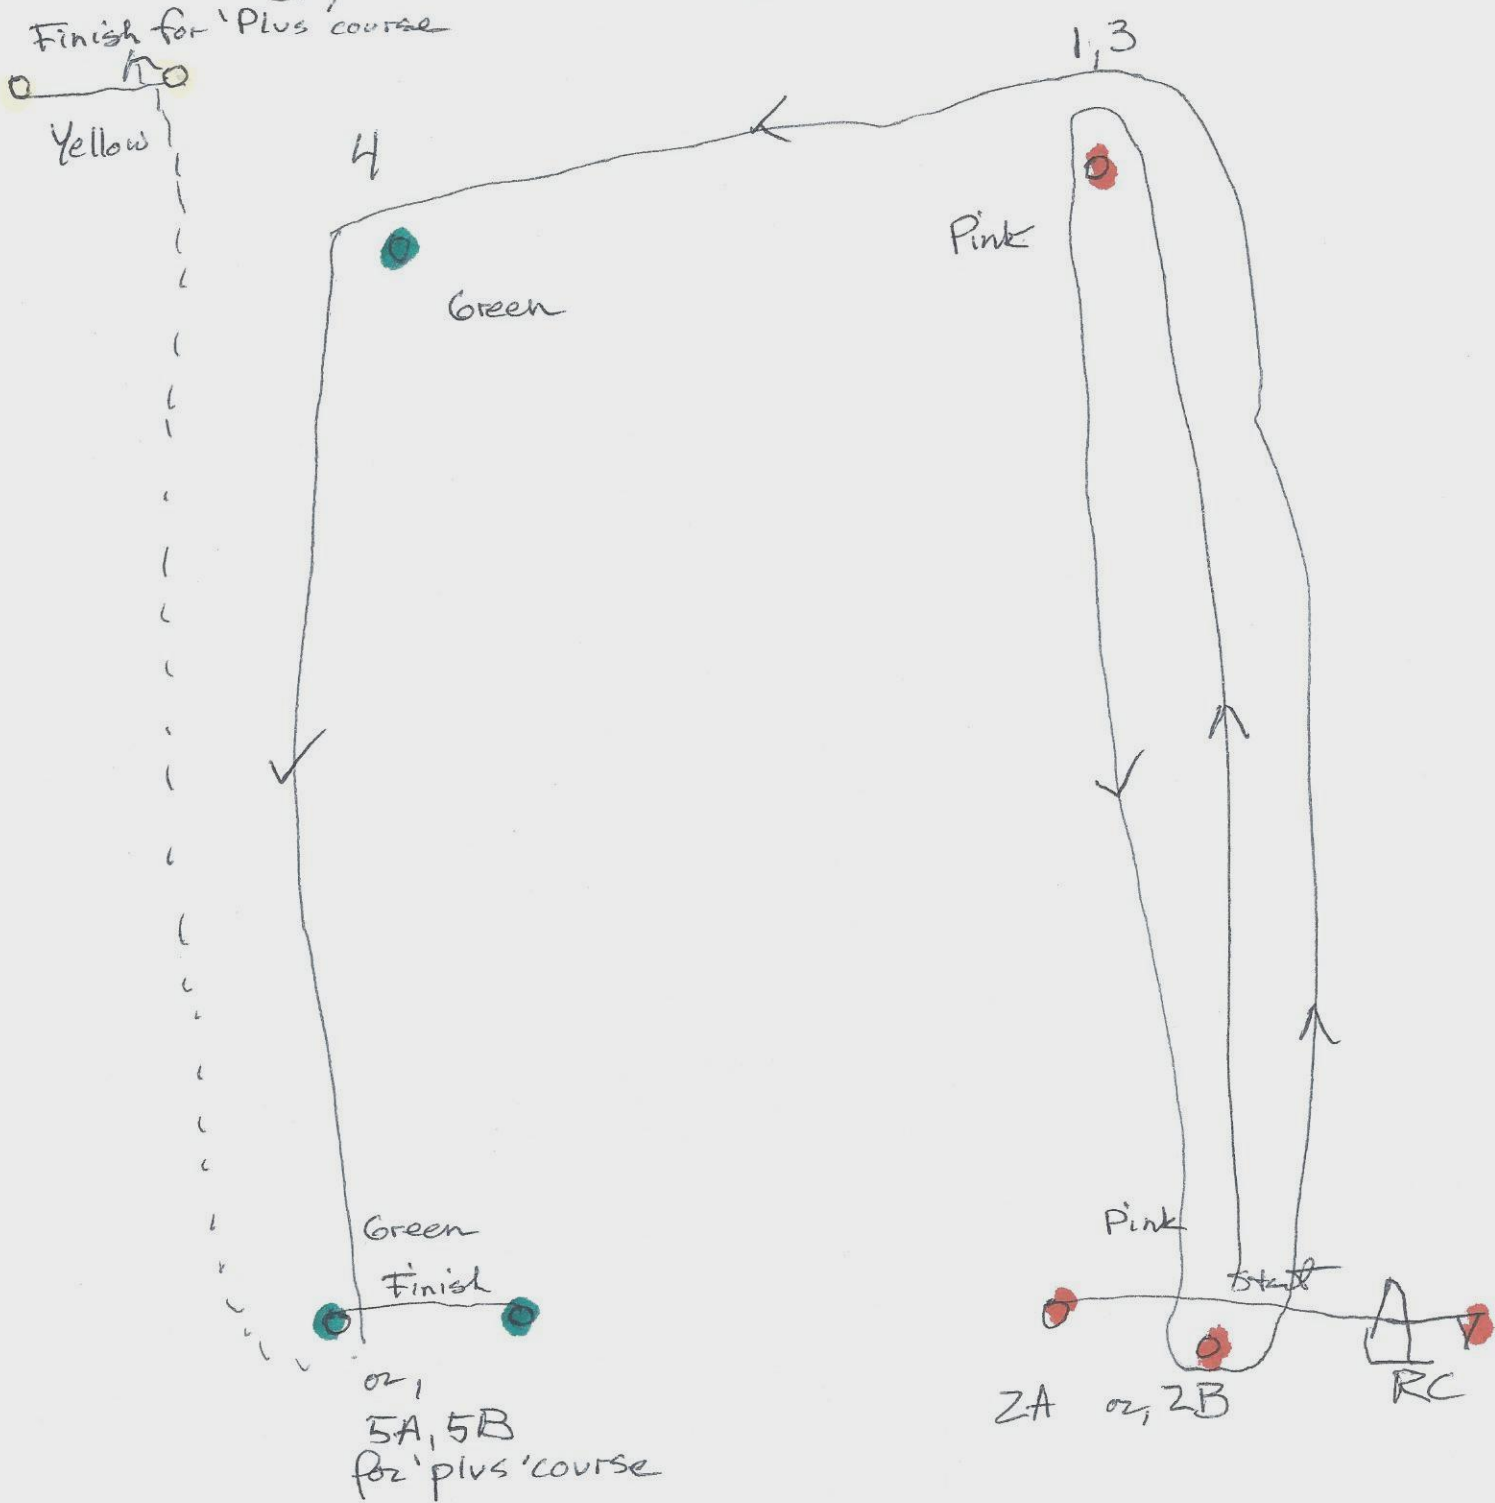 Finish for 'Plus' course
1,3
Yellow
4
Pink
Green
Pink
Green
Start
Finish
RC
2A or, 2B
or,
5A, 5B
for 'plus' course